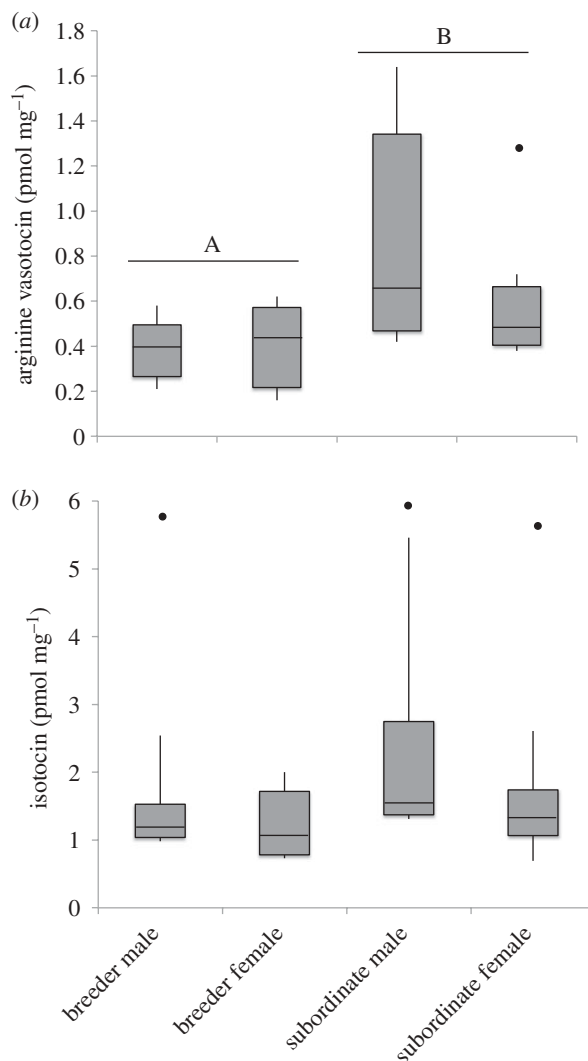 (a)
1.8
1.6
1.4
1.2
1.0
0.8
0.6
0.4
0.2
0
arginine vasotocin (pmol mg⁻¹)
A
B
(b)
6
5
4
3
2
1
0
isotocin (pmol mg⁻¹)
breeder male
breeder female
subordinate male
subordinate female